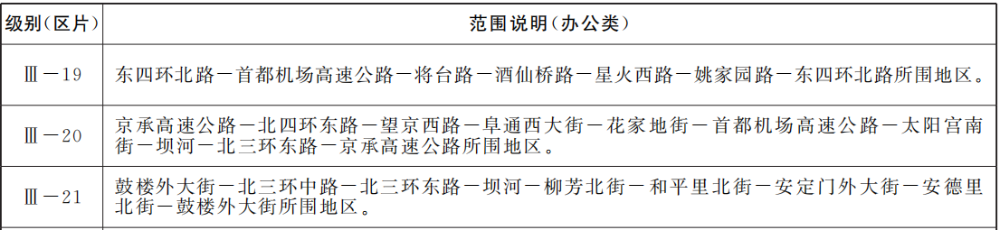 级别(区片) 范围说明(办公类)
Ⅲ－19 东四环北路－首都机场高速公路－将台路－酒仙桥路－星火西路－姚家园路－东四环北路所围地区。
Ⅲ－20 京承高速公路－北四环东路－望京西路－阜通西大街－花家地街－首都机场高速公路－太阳宫南
街－坝河－北三环东路－京承高速公路所围地区。
Ⅲ－21 鼓楼外大街－北三环中路－北三环东路－坝河－柳芳北街－和平里北街－安定门外大街－安德里
北街－鼓楼外大街所围地区。